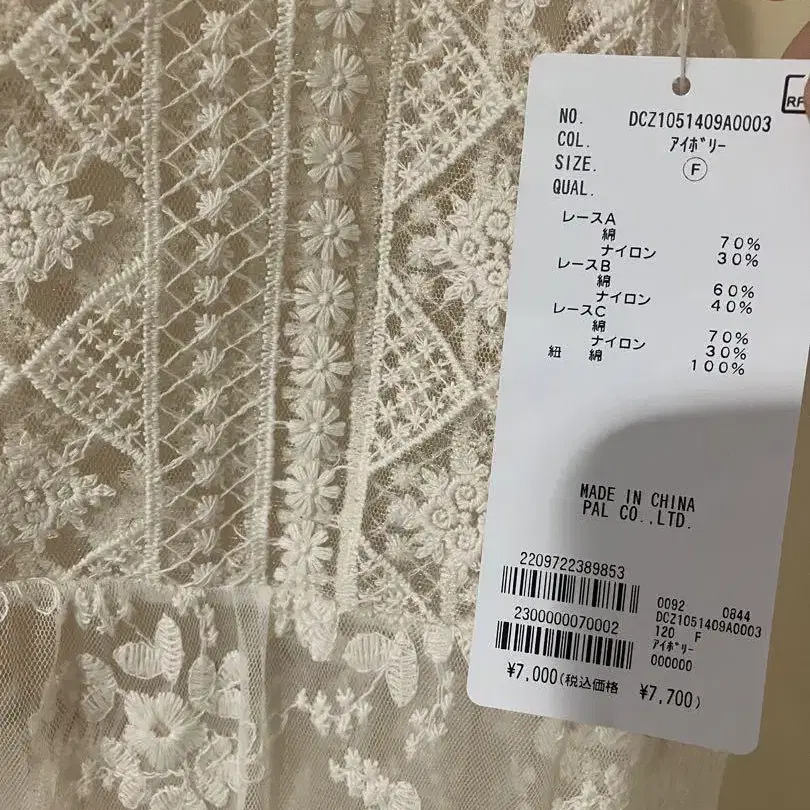 RF
NO. DCZ1051409A0003
COL. ｱｲﾎﾞﾘｰ
SIZE. F
QUAL.
レースA
綿 70%
ナイロン 30%
レースB
綿 60%
ナイロン 40%
レースC
綿 70%
ナイロン 30%
紐 綿 100%
MADE IN CHINA
PAL CO.,LTD.
2209722389853
2300000070002
0092 0844
DCZ1051409A0003
120 F
ｱｲﾎﾞﾘｰ
000000
¥7,000(税込価格 ¥7,700)